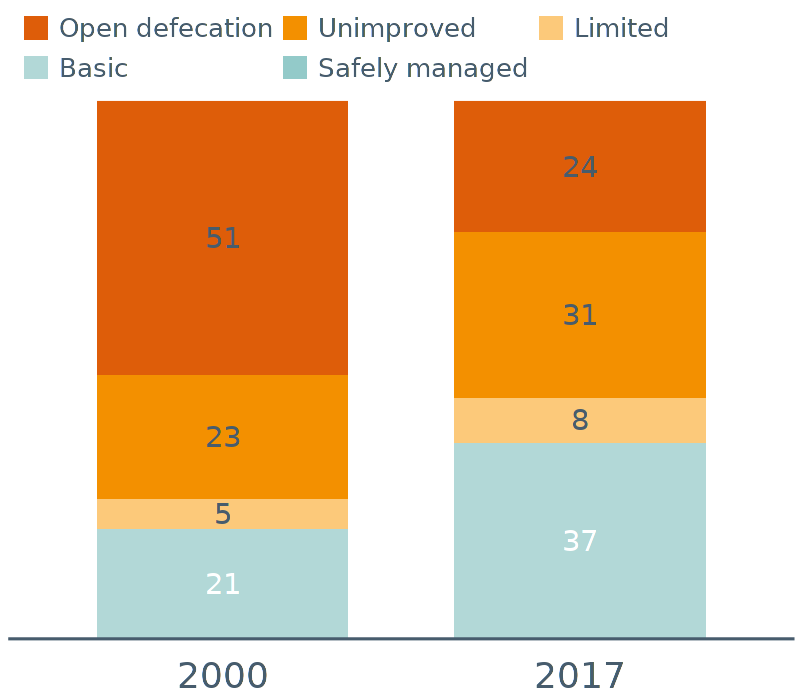 Open defecation Unimproved Limited
Basic Safely managed
51 24
23 31
5 8
21 37
2000 2017